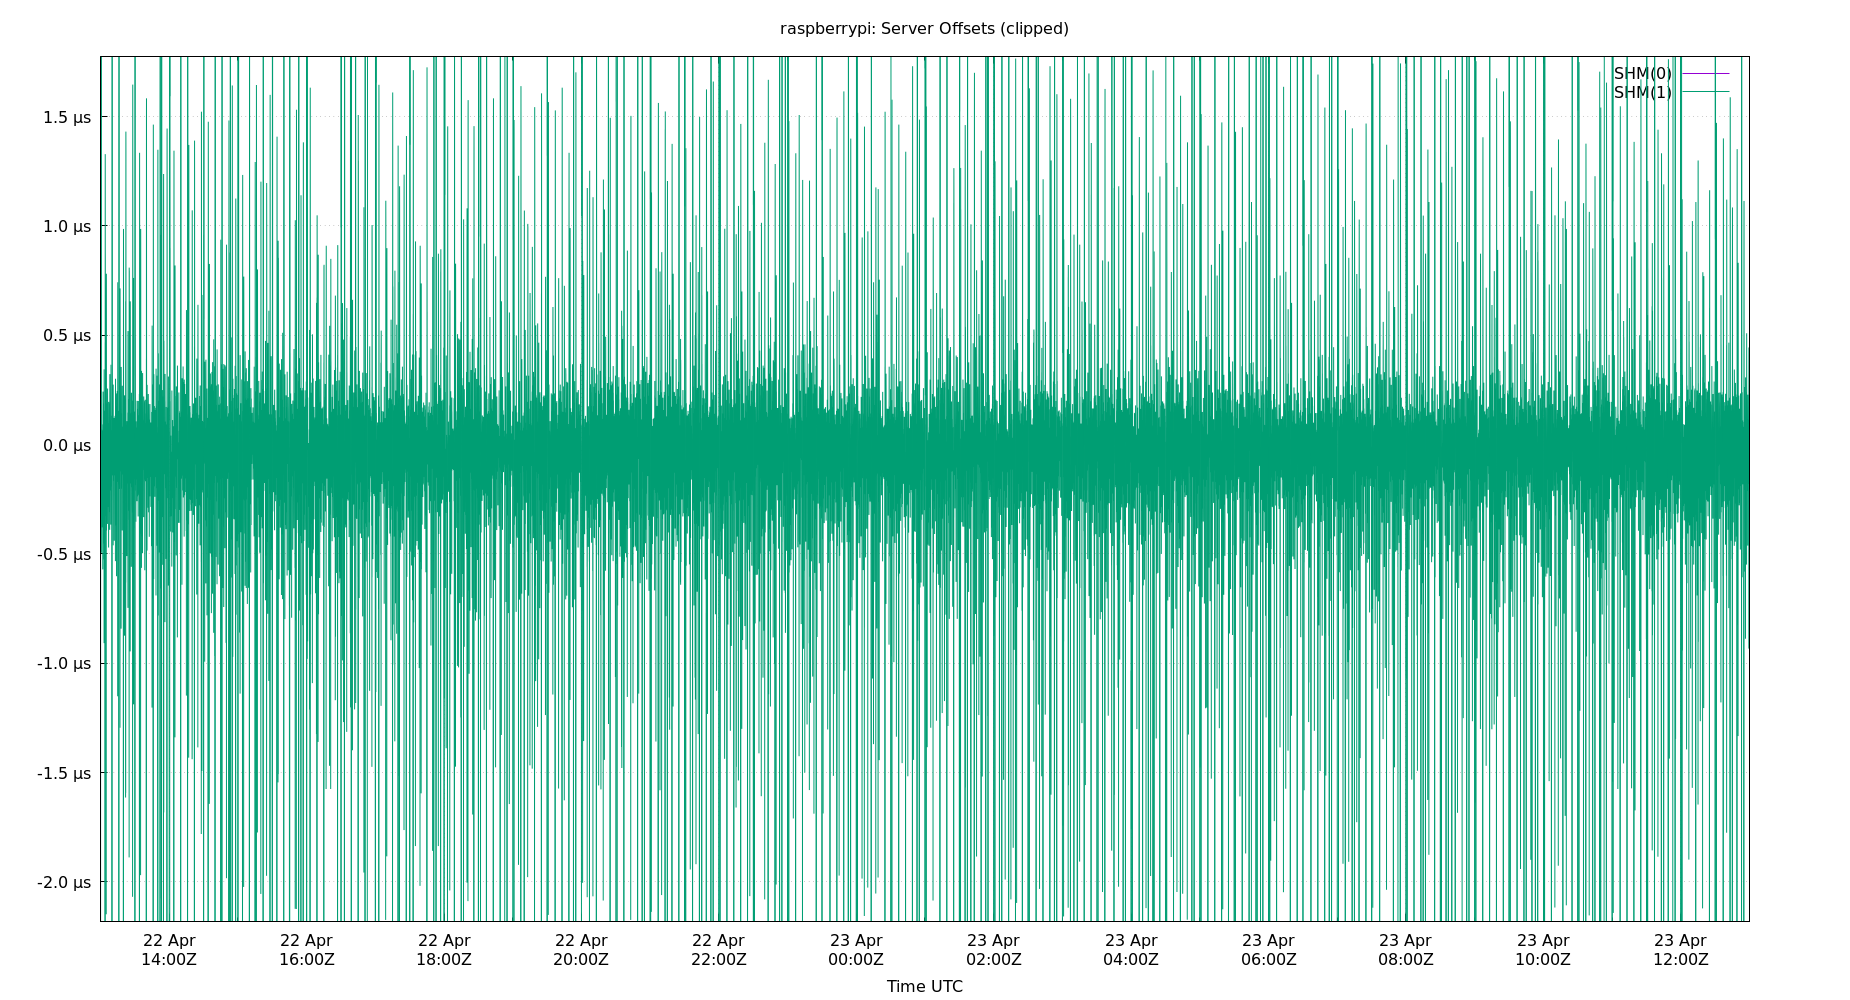 raspberrypi: Server Offsets (clipped)
SHM(0)
SHM(1)
1.5 µs
1.0 µs
0.5 µs
0.0 µs
-0.5 µs
-1.0 µs
-1.5 µs
-2.0 µs
22 Apr 22 Apr 22 Apr 22 Apr 22 Apr 23 Apr 23 Apr 23 Apr 23 Apr 23 Apr 23 Apr 23 Apr
14:00Z 16:00Z 18:00Z 20:00Z 22:00Z 00:00Z 02:00Z 04:00Z 06:00Z 08:00Z 10:00Z 12:00Z
Time UTC